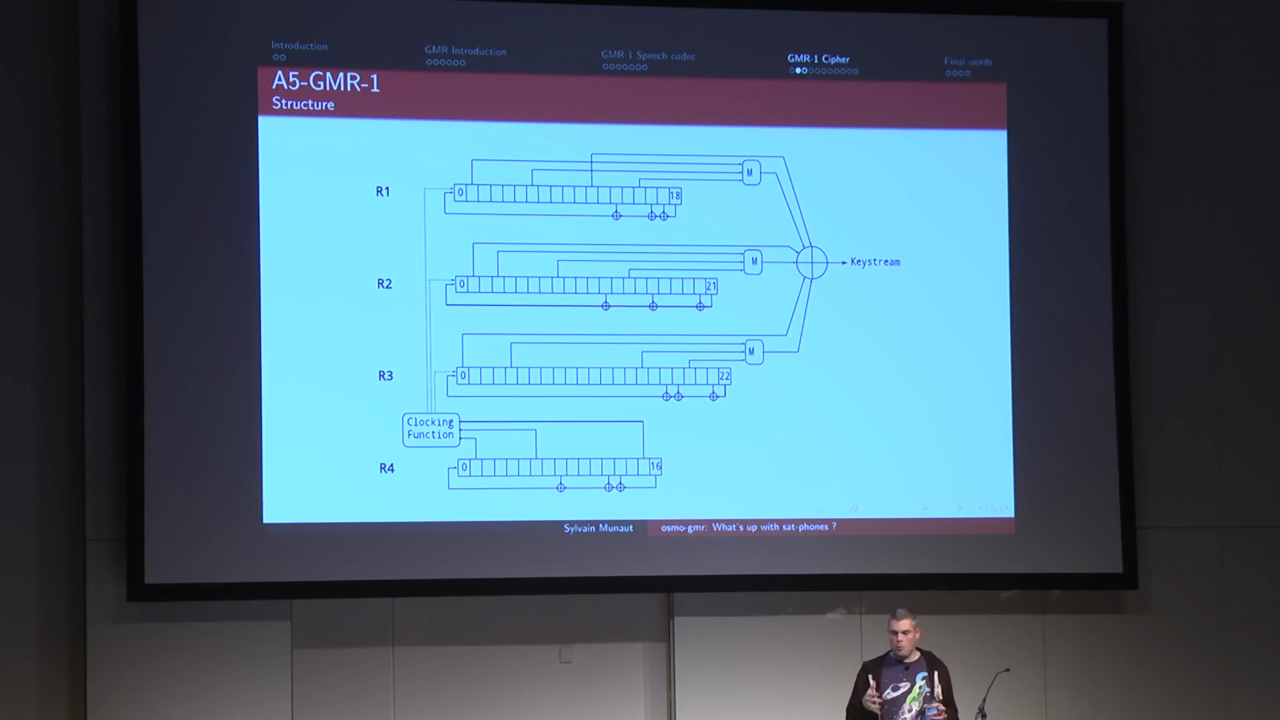 Introduction
GMR Introduction
GMR-1 Speech codec
GMR-1 Cipher
Final words
A5-GMR-1
Structure
R1
0
18
M
R2
0
21
M
Keystream
R3
0
22
M
Clocking
Function
R4
0
16
Sylvain Munaut
osmo-gmr: What's up with sat-phones ?